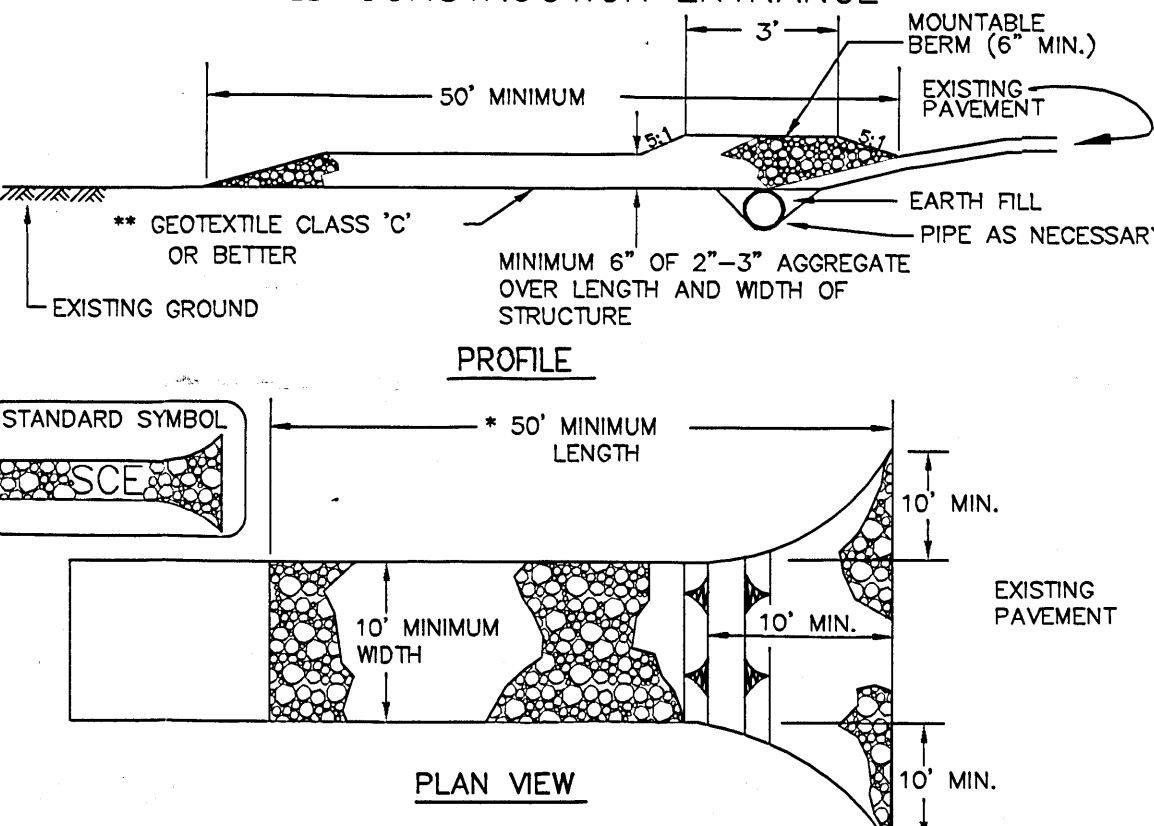 CONSTRUCTION ENTRANCE
3'
MOUNTABLE
BERM (6" MIN.)
50' MINIMUM
EXISTING
PAVEMENT
5:1
5:1
** GEOTEXTILE CLASS 'C'
OR BETTER
EARTH FILL
PIPE AS NECESSARY
MINIMUM 6" OF 2"-3" AGGREGATE
OVER LENGTH AND WIDTH OF
STRUCTURE
EXISTING GROUND
PROFILE
STANDARD SYMBOL
SCE
* 50' MINIMUM
LENGTH
10' MIN.
EXISTING
PAVEMENT
10' MINIMUM
WIDTH
10' MIN.
10' MIN.
PLAN VIEW